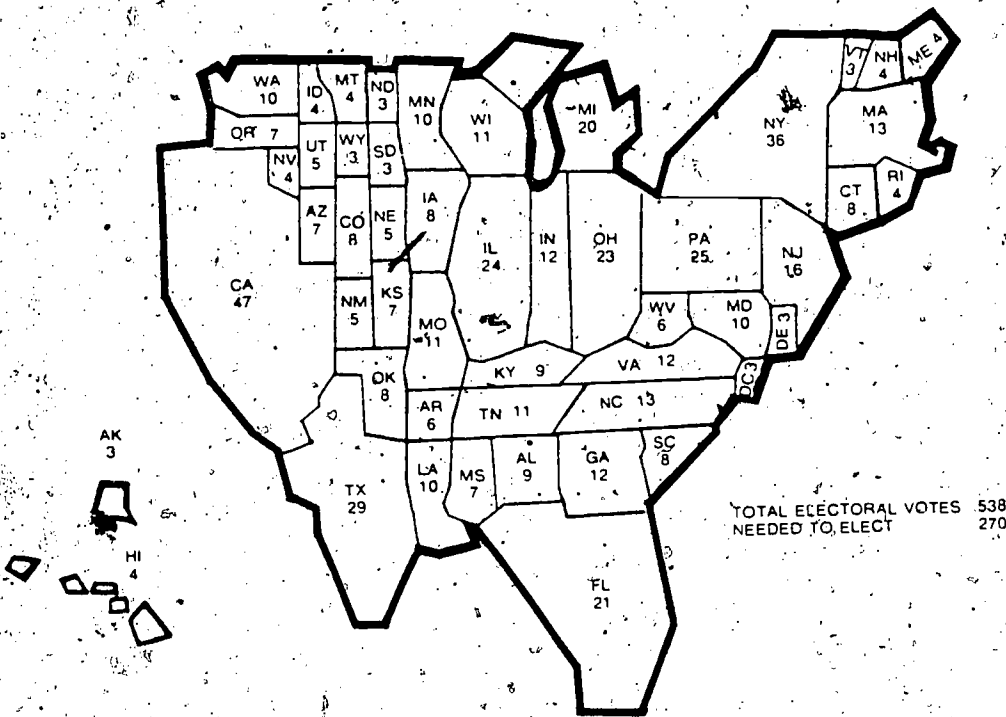 WA
10
ID
4
MT
4
ND
3
MN
10
WI
11
MI
20
NY
36
VT
3
NH
4
ME 4
MA
13
CT
8
RI
4
OR 7
NV
4
UT
5
WY
3
SD
3
IA
8
AZ
7
CO
8
NE
5
CA
47
NM
5
KS
7
MO
11
IL
24
IN
12
OH
23
PA
25
NJ
16
WV
6
MD
10
DE 3
DC 3
KY 9
VA 12
OK
8
AR
6
TN 11
NC 13
SC
8
TX
29
LA
10
MS
7
AL
9
GA
12
FL
21
AK
3
HI
4
TOTAL ELECTORAL VOTES 538
NEEDED TO ELECT 270